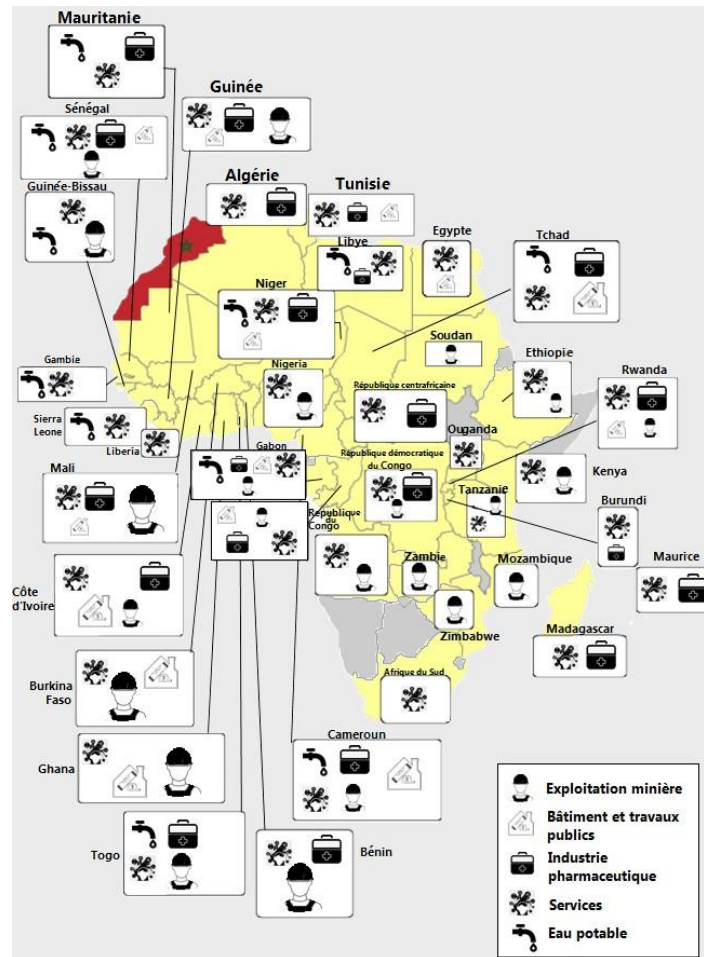 Mauritanie
Guinée
Sénégal
Guinée-Bissau
Algérie
Tunisie
Libye
Egypte
Tchad
Niger
Soudan
Ethiopie
Rwanda
Gambie
Nigeria
République centrafricaine
Sierra
Leone
Liberia
Ouganda
Gabon
République démocratique
du Congo
Kenya
Mali
Tanzanie
Burundi
République
du
Congo
Maurice
Côte
d'Ivoire
Zambie
Mozambique
Zimbabwe
Madagascar
Burkina
Faso
Afrique du Sud
Ghana
Cameroun
Togo
Bénin
Exploitation minière
Bâtiment et travaux
publics
Industrie
pharmaceutique
Services
Eau potable